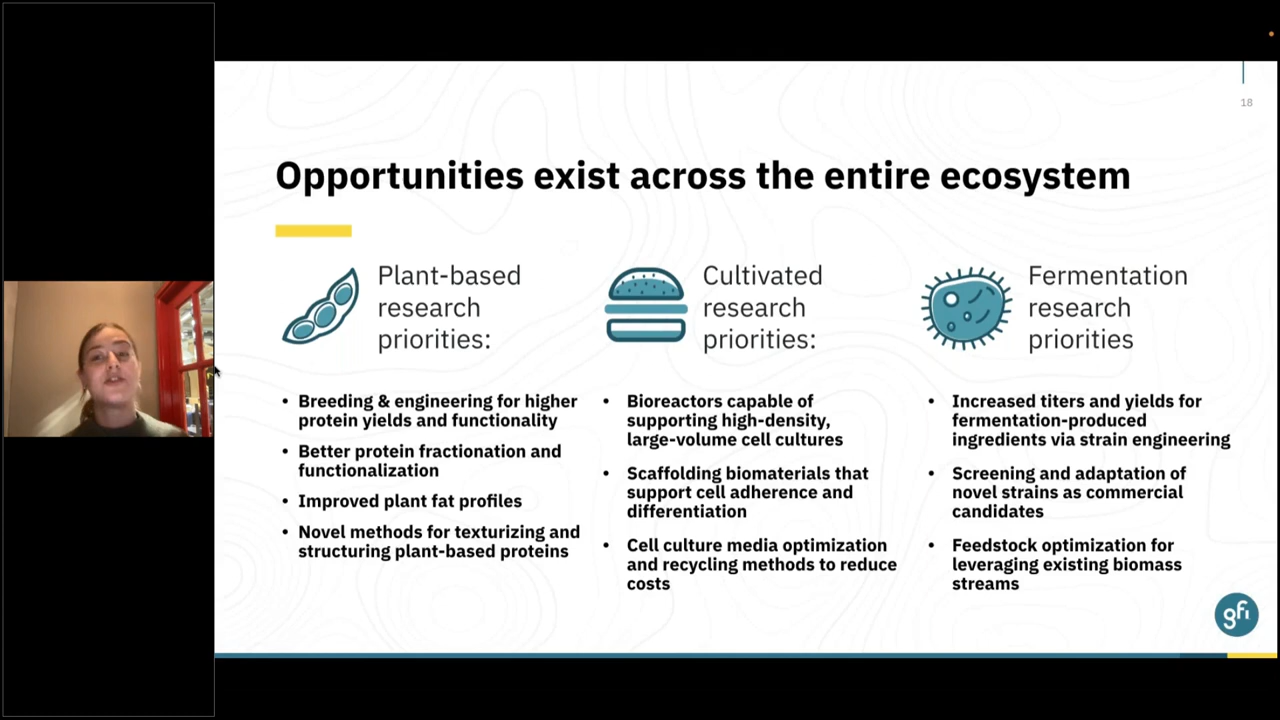 18
Opportunities exist across the entire ecosystem
Plant-based
research
priorities:
• Breeding & engineering for higher
protein yields and functionality
• Better protein fractionation and
functionalization
• Improved plant fat profiles
• Novel methods for texturizing and
structuring plant-based proteins
Cultivated
research
priorities:
• Bioreactors capable of
supporting high-density,
large-volume cell cultures
• Scaffolding biomaterials that
support cell adherence and
differentiation
• Cell culture media optimization
and recycling methods to reduce
costs
Fermentation
research
priorities
• Increased titers and yields for
fermentation-produced
ingredients via strain engineering
• Screening and adaptation of
novel strains as commercial
candidates
• Feedstock optimization for
leveraging existing biomass
streams
gfi